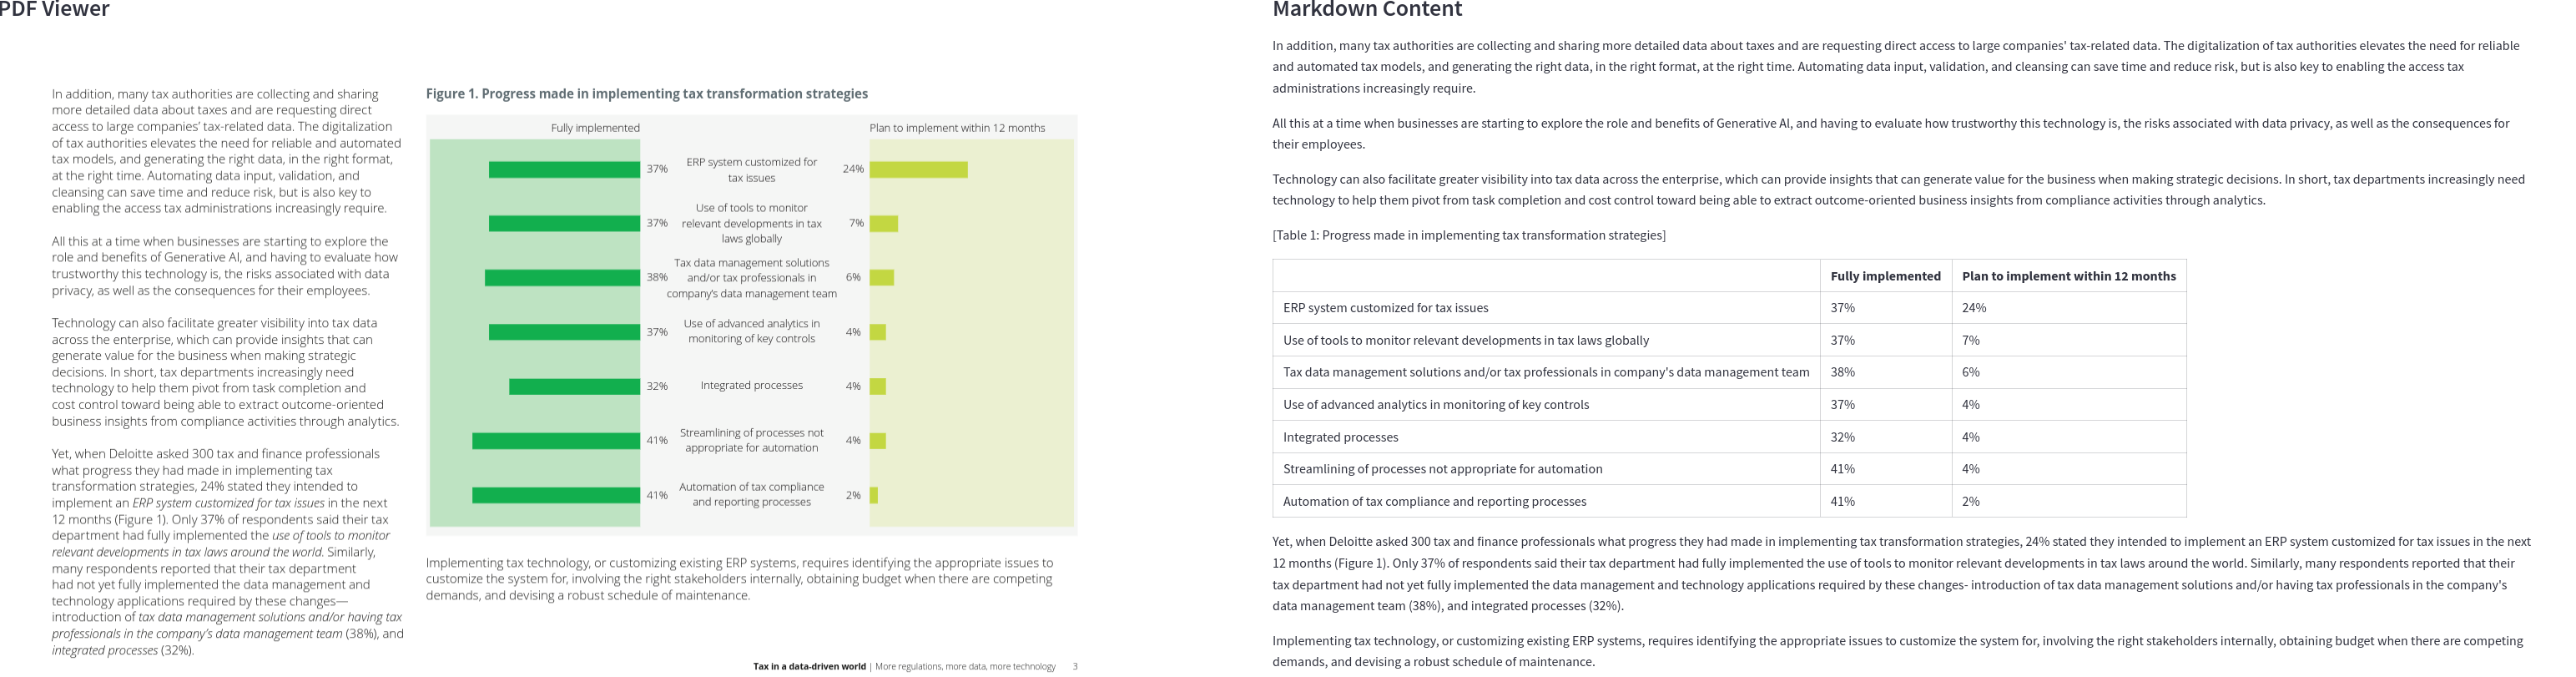 PDF Viewer
In addition, many tax authorities are collecting and sharing
more detailed data about taxes and are requesting direct
access to large companies’ tax-related data. The digitalization
of tax authorities elevates the need for reliable and automated
tax models, and generating the right data, in the right format,
at the right time. Automating data input, validation, and
cleansing can save time and reduce risk, but is also key to
enabling the access tax administrations increasingly require.
All this at a time when businesses are starting to explore the
role and benefits of Generative AI, and having to evaluate how
trustworthy this technology is, the risks associated with data
privacy, as well as the consequences for their employees.
Technology can also facilitate greater visibility into tax data
across the enterprise, which can provide insights that can
generate value for the business when making strategic
decisions. In short, tax departments increasingly need
technology to help them pivot from task completion and
cost control toward being able to extract outcome-oriented
business insights from compliance activities through analytics.
Yet, when Deloitte asked 300 tax and finance professionals
what progress they had made in implementing tax
transformation strategies, 24% stated they intended to
implement an ERP system customized for tax issues in the next
12 months (Figure 1). Only 37% of respondents said their tax
department had fully implemented the use of tools to monitor
relevant developments in tax laws around the world. Similarly,
many respondents reported that their tax department
had not yet fully implemented the data management and
technology applications required by these changes—
introduction of tax data management solutions and/or having tax
professionals in the company’s data management team (38%), and
integrated processes (32%).
Figure 1. Progress made in implementing tax transformation strategies
Fully implemented
Plan to implement within 12 months
37% ERP system customized for 24%
tax issues
Use of tools to monitor
37% relevant developments in tax 7%
laws globally
Tax data management solutions
38% and/or tax professionals in 6%
company’s data management team
37% Use of advanced analytics in 4%
monitoring of key controls
32% Integrated processes 4%
41% Streamlining of processes not 4%
appropriate for automation
41% Automation of tax compliance 2%
and reporting processes
Implementing tax technology, or customizing existing ERP systems, requires identifying the appropriate issues to
customize the system for, involving the right stakeholders internally, obtaining budget when there are competing
demands, and devising a robust schedule of maintenance.
Tax in a data-driven world | More regulations, more data, more technology 3
Markdown Content
In addition, many tax authorities are collecting and sharing more detailed data about taxes and are requesting direct access to large companies' tax-related data. The digitalization of tax authorities elevates the need for reliable
and automated tax models, and generating the right data, in the right format, at the right time. Automating data input, validation, and cleansing can save time and reduce risk, but is also key to enabling the access tax
administrations increasingly require.
All this at a time when businesses are starting to explore the role and benefits of Generative AI, and having to evaluate how trustworthy this technology is, the risks associated with data privacy, as well as the consequences for
their employees.
Technology can also facilitate greater visibility into tax data across the enterprise, which can provide insights that can generate value for the business when making strategic decisions. In short, tax departments increasingly need
technology to help them pivot from task completion and cost control toward being able to extract outcome-oriented business insights from compliance activities through analytics.
[Table 1: Progress made in implementing tax transformation strategies]
Fully implemented Plan to implement within 12 months
ERP system customized for tax issues 37% 24%
Use of tools to monitor relevant developments in tax laws globally 37% 7%
Tax data management solutions and/or tax professionals in company's data management team 38% 6%
Use of advanced analytics in monitoring of key controls 37% 4%
Integrated processes 32% 4%
Streamlining of processes not appropriate for automation 41% 4%
Automation of tax compliance and reporting processes 41% 2%
Yet, when Deloitte asked 300 tax and finance professionals what progress they had made in implementing tax transformation strategies, 24% stated they intended to implement an ERP system customized for tax issues in the next
12 months (Figure 1). Only 37% of respondents said their tax department had fully implemented the use of tools to monitor relevant developments in tax laws around the world. Similarly, many respondents reported that their
tax department had not yet fully implemented the data management and technology applications required by these changes- introduction of tax data management solutions and/or having tax professionals in the company's
data management team (38%), and integrated processes (32%).
Implementing tax technology, or customizing existing ERP systems, requires identifying the appropriate issues to customize the system for, involving the right stakeholders internally, obtaining budget when there are competing
demands, and devising a robust schedule of maintenance.